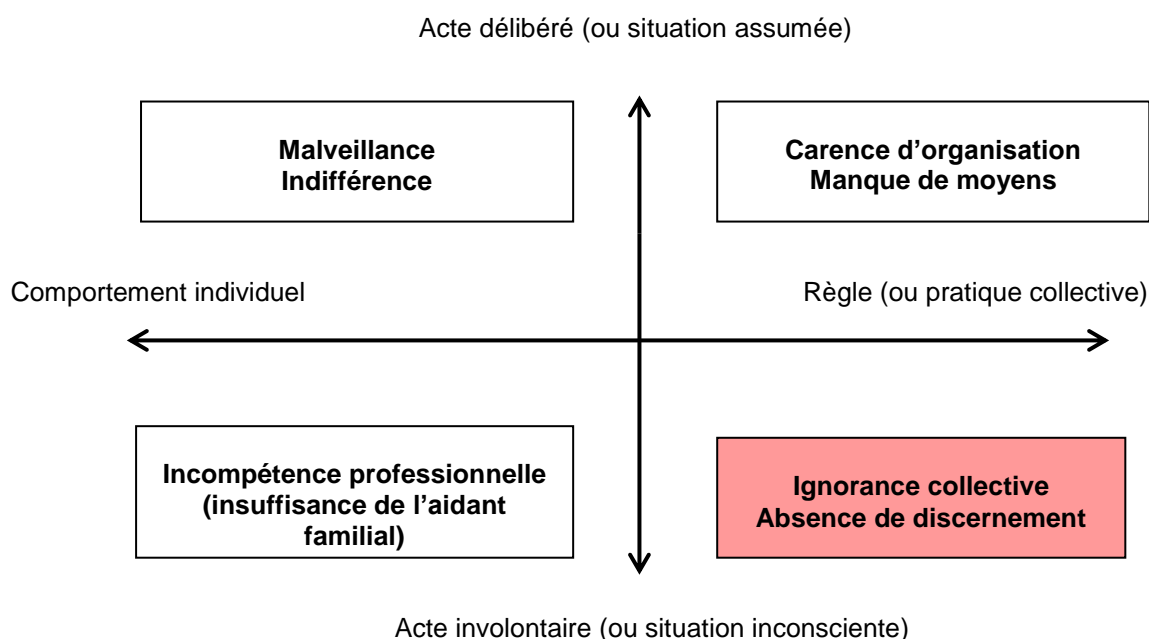 Acte délibéré (ou situation assumée)
Malveillance
Indifférence
Carence d’organisation
Manque de moyens
Comportement individuel
Règle (ou pratique collective)
Incompétence professionnelle
(insuffisance de l’aidant
familial)
Ignorance collective
Absence de discernement
Acte involontaire (ou situation inconsciente)